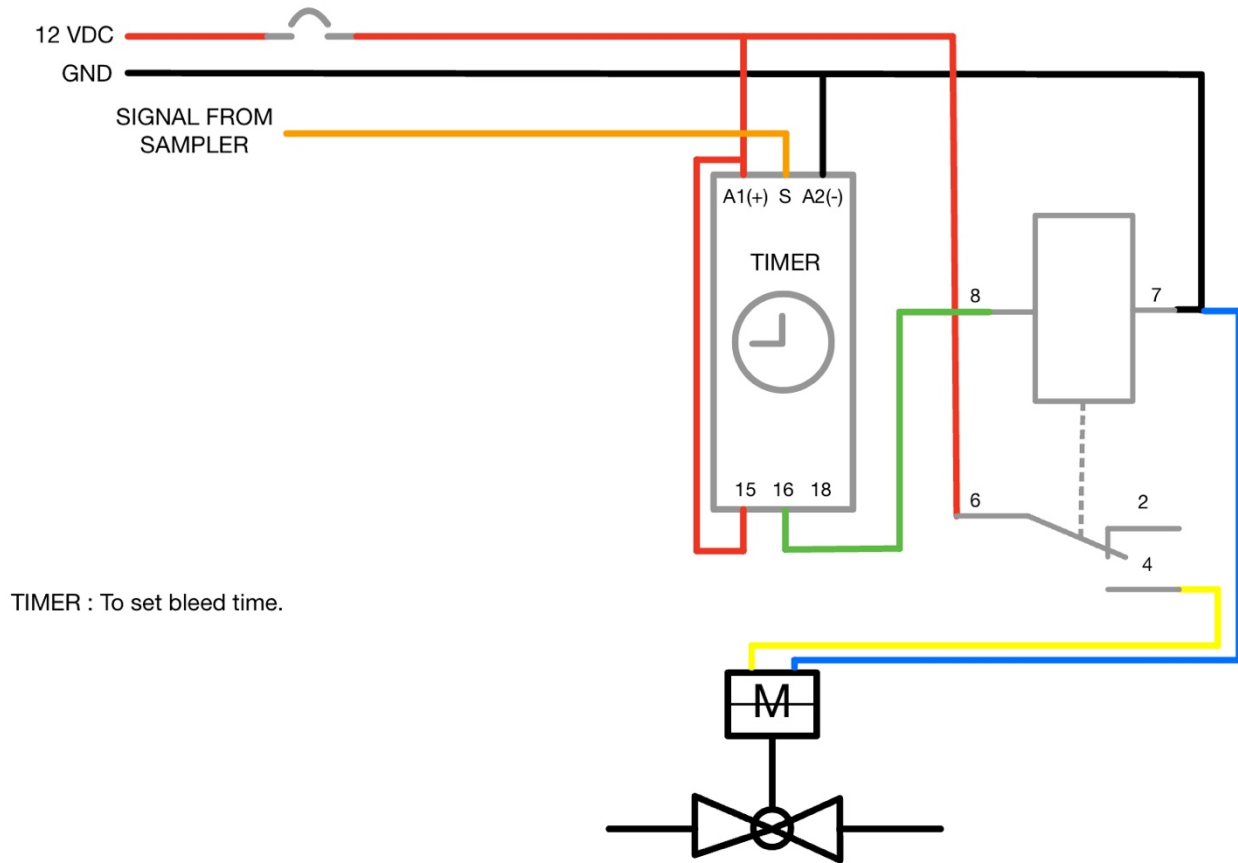 12 VDC
GND
SIGNAL FROM
SAMPLER
A1(+) S A2(-)
TIMER
8
7
15 16 18
6
2
4
TIMER : To set bleed time.
M